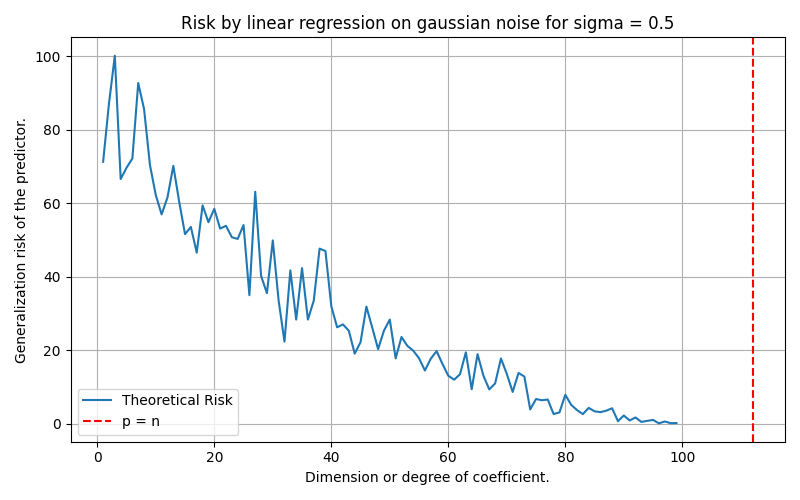 Risk by linear regression on gaussian noise for sigma = 0.5
Generalization risk of the predictor.
100
80
60
40
20
0
Theoretical Risk
p = n
0 20 40 60 80 100
Dimension or degree of coefficient.